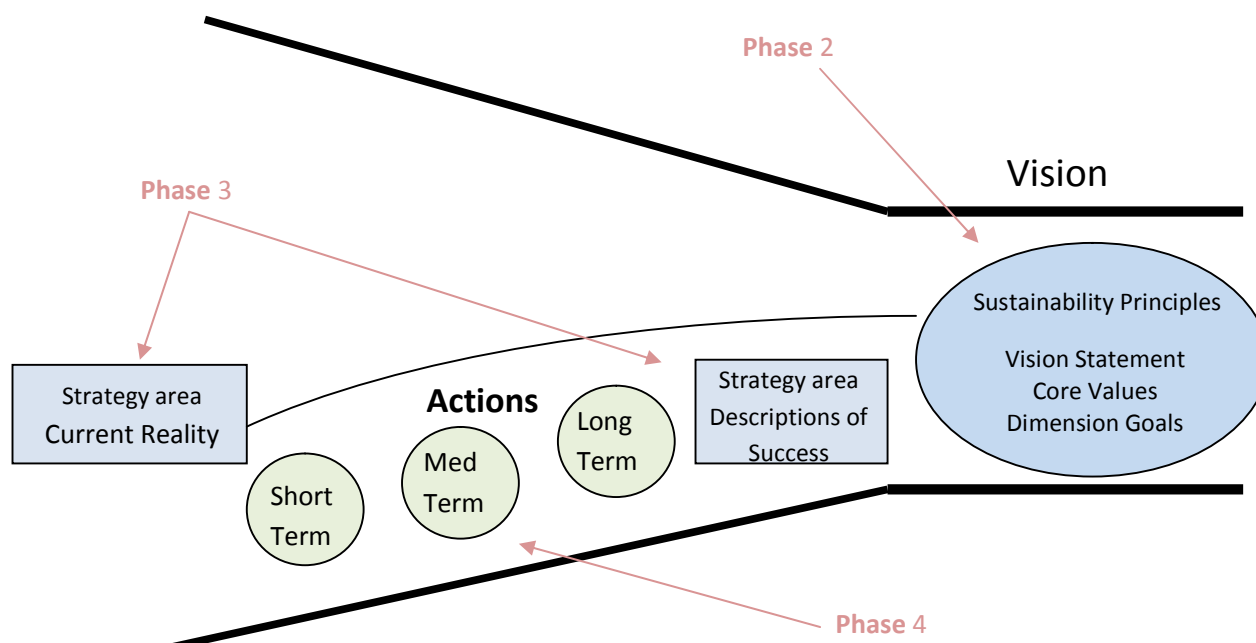 Phase 2
Vision
Phase 3
Sustainability Principles
Vision Statement
Core Values
Dimension Goals
Strategy area
Current Reality
Actions
Short
Term
Med
Term
Long
Term
Strategy area
Descriptions of
Success
Phase 4